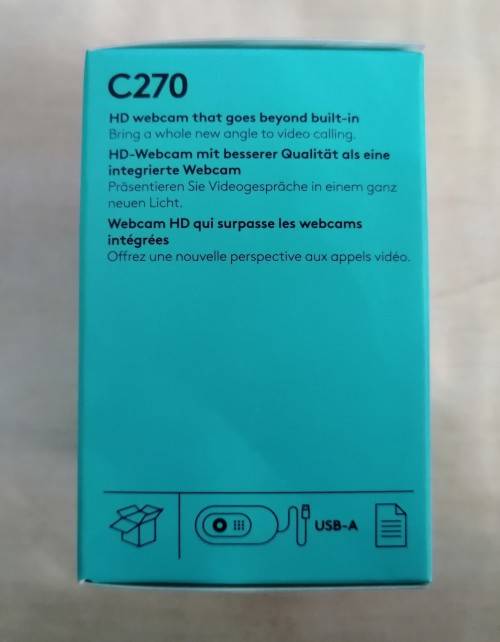 C270
HD webcam that goes beyond built-in
Bring a whole new angle to video calling.
HD-Webcam mit besserer Qualität als eine
integrierte Webcam
Präsentieren Sie Videogespräche in einem ganz
neuen Licht.
Webcam HD qui surpasse les webcams
intégrées
Offrez une nouvelle perspective aux appels vidéo.
USB-A